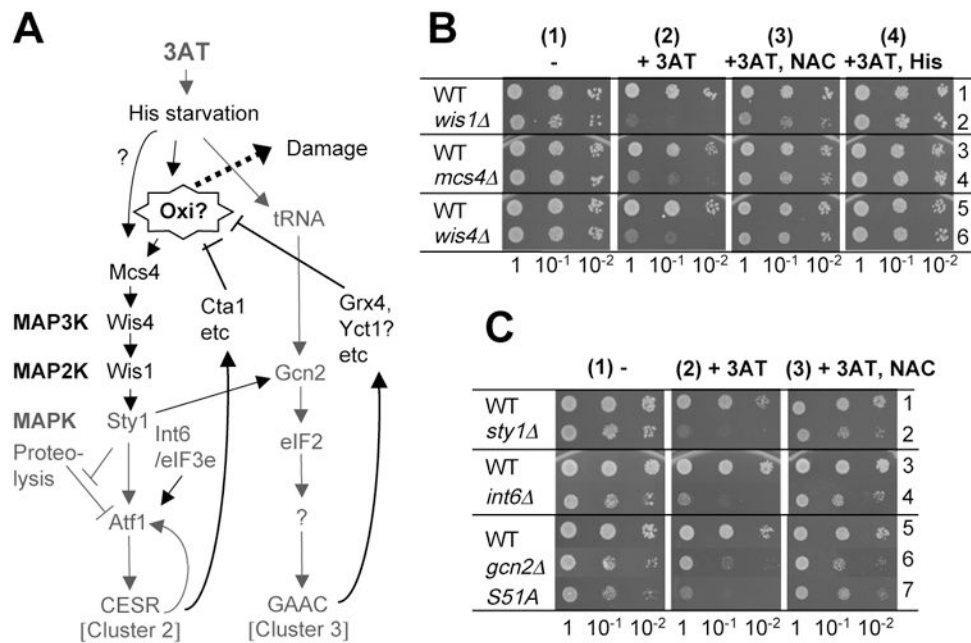 A
3AT
His starvation
?
Damage
Oxi?
tRNA
Mcs4
Cta1
etc
Grx4,
Yct1?
etc
MAP3K Wis4
MAP2K Wis1
Gcn2
MAPK Sty1
Int6
/eIF3e
Proteo-
lysis
eIF2
Atf1
?
CESR
[Cluster 2]
GAAC
[Cluster 3]
B
(1) (2) (3) (4)
- + 3AT +3AT, NAC +3AT, His
WT 1
wis1Δ 2
WT 3
mcs4Δ 4
WT 5
wis4Δ 6
1 10-1 10-2 1 10-1 10-2 1 10-1 10-2 1 10-1 10-2
C
(1) - (2) + 3AT (3) + 3AT, NAC
WT 1
sty1Δ 2
WT 3
int6Δ 4
WT 5
gcn2Δ 6
S51A 7
1 10-1 10-2 1 10-1 10-2 1 10-1 10-2